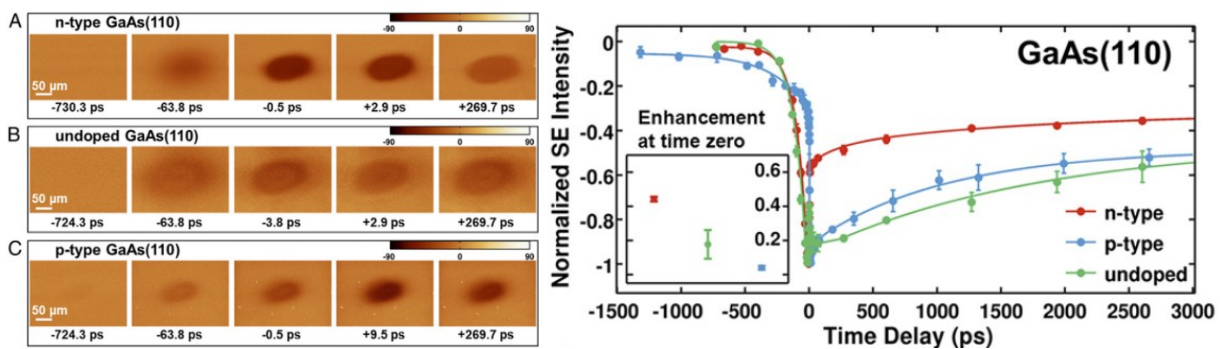 A
n-type GaAs(110)
-90 0 90
50 µm
-730.3 ps -63.8 ps -0.5 ps +2.9 ps +269.7 ps
B
undoped GaAs(110)
-90 0 90
50 µm
-724.3 ps -63.8 ps -3.8 ps +2.9 ps +269.7 ps
C
p-type GaAs(110)
-90 0 90
50 µm
-724.3 ps -63.8 ps -0.5 ps +9.5 ps +269.7 ps
Normalized SE Intensity
0
-0.2
-0.4
-0.6
-0.8
-1
GaAs(110)
Enhancement
at time zero
0.6
0.4
0.2
n-type
p-type
undoped
-1500 -1000 -500 0 500 1000 1500 2000 2500 3000
Time Delay (ps)